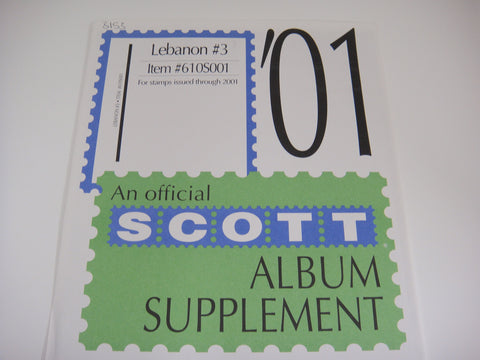 Lebanon #3
Item #610S001
For stamps issued through 2001
'01
An official
SCOTT
ALBUM
SUPPLEMENT